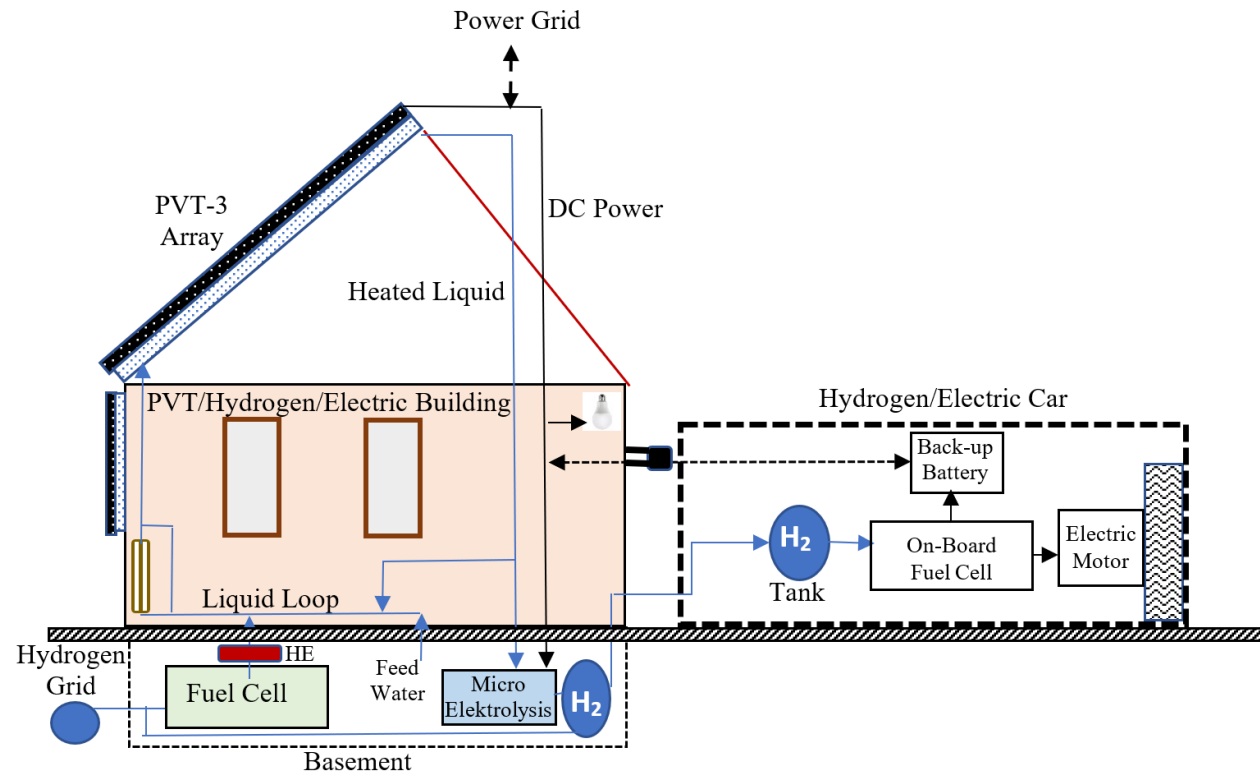 Power Grid
PVT-3
Array
DC Power
Heated Liquid
PVT/Hydrogen/Electric Building
Hydrogen/Electric Car
Back-up
Battery
H₂
Tank
On-Board
Fuel Cell
Electric
Motor
Liquid Loop
Hydrogen
Grid
HE
Fuel Cell
Feed
Water
Micro
Elektrolysis
H₂
Basement